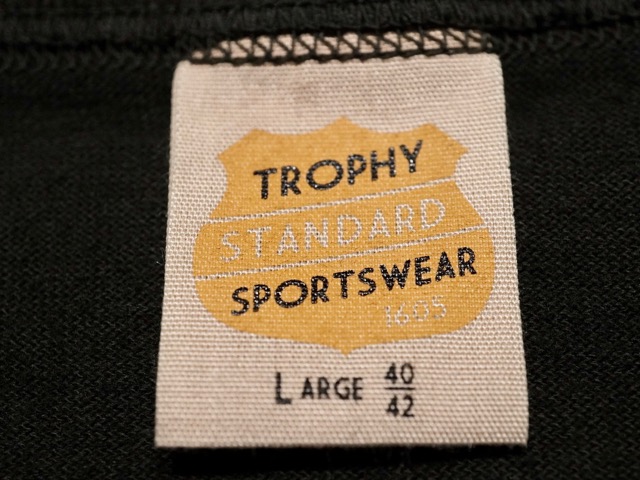 TROPHY
STANDARD
SPORTSWEAR
1605
LARGE 40/42